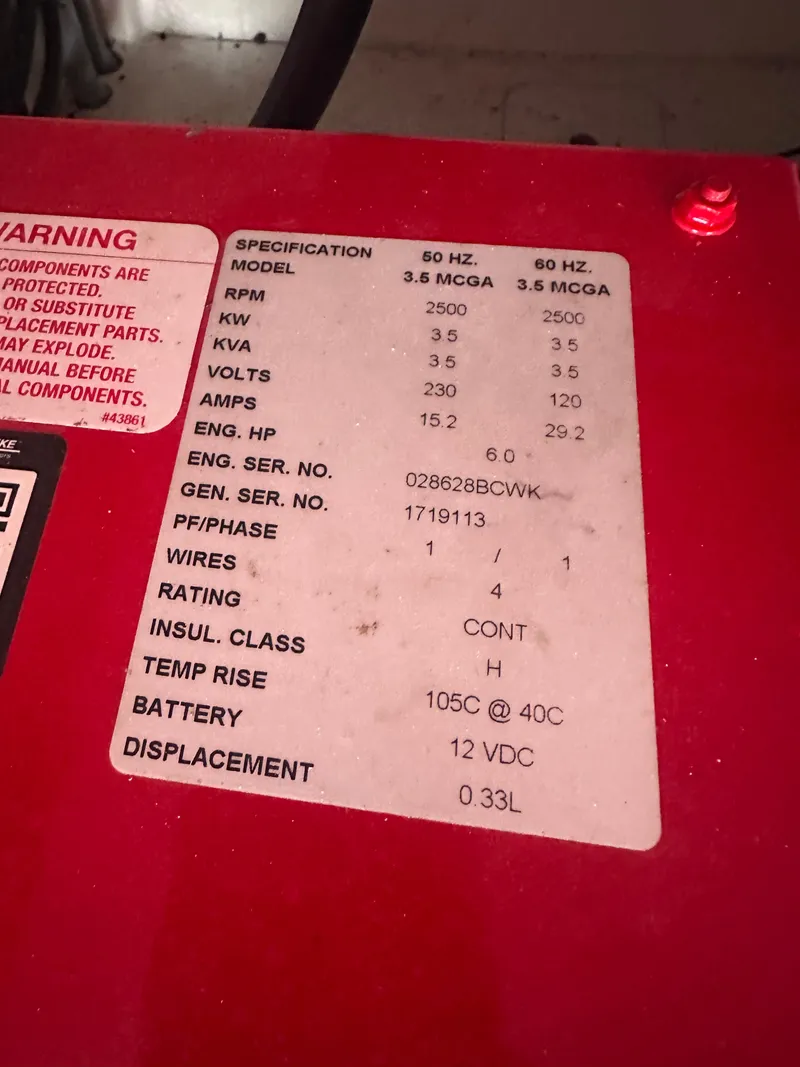 WARNING
COMPONENTS ARE
PROTECTED.
OR SUBSTITUTE
PLACEMENT PARTS.
MAY EXPLODE.
MANUAL BEFORE
L COMPONENTS.
#43861
KE
SPECIFICATION 50 HZ. 60 HZ.
MODEL 3.5 MCGA 3.5 MCGA
RPM 2500 2500
KW 3.5 3.5
KVA 3.5 3.5
VOLTS 230 120
AMPS 15.2 29.2
ENG. HP 6.0
ENG. SER. NO. 028628BCWK
GEN. SER. NO. 1719113
PF/PHASE 1 / 1
WIRES 4
RATING CONT
INSUL. CLASS H
TEMP RISE 105C @ 40C
BATTERY 12 VDC
DISPLACEMENT 0.33L